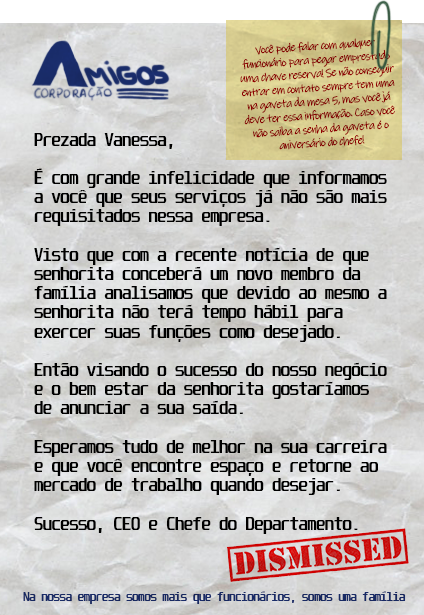 AMIGOS
CORPORAÇÃO
Você pode falar com qualquer
funcionário para pegar emprestado
uma chave reserva! Se não conseguir
entrar em contato sempre tem uma
na gaveta da mesa 5, mas você já
deve ter essa informação. Caso você
não saiba a senha da gaveta é o
aniversário do chefe!
Prezada Vanessa,
É com grande infelicidade que informamos
a você que seus serviços já não são mais
requisitados nessa empresa.
Visto que com a recente notícia de que
senhorita conceberá um novo membro da
família analisamos que devido ao mesmo a
senhorita não terá tempo hábil para
exercer suas funções como desejado.
Então visando o sucesso do nosso negócio
e o bem estar da senhorita gostaríamos
de anunciar a sua saída.
Esperamos tudo de melhor na sua carreira
e que você encontre espaço e retorne ao
mercado de trabalho quando desejar.
Sucesso, CEO e Chefe do Departamento.
DISMISSED
Na nossa empresa somos mais que funcionários, somos uma família